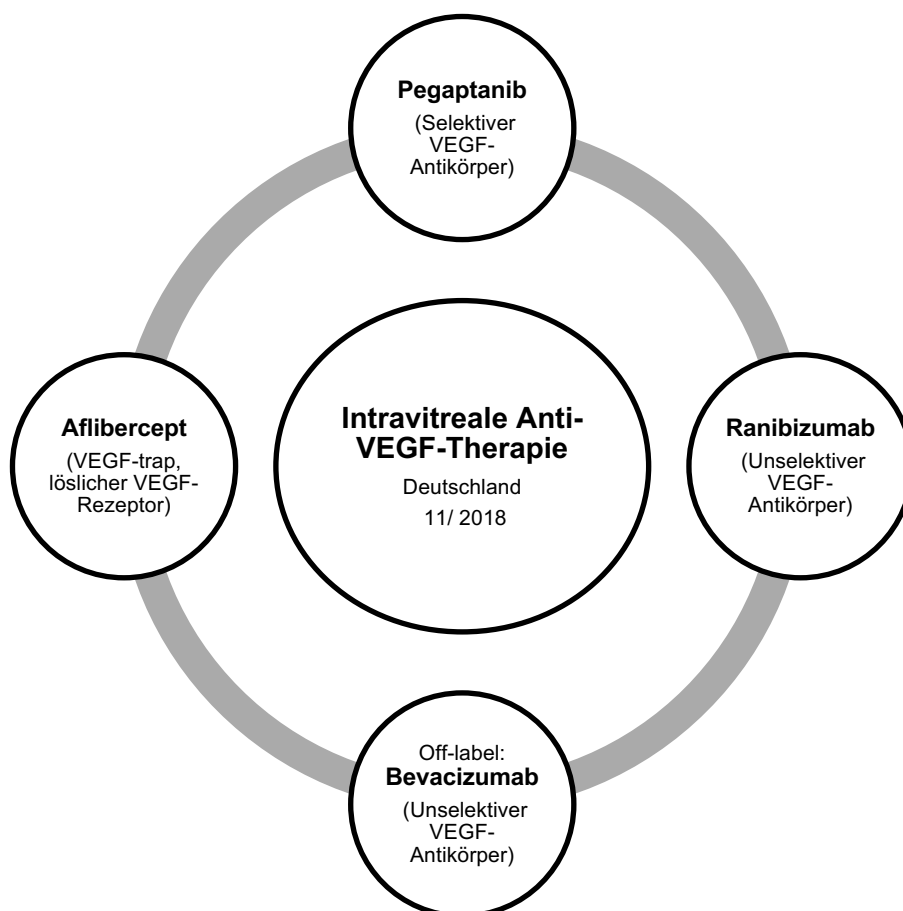 Pegaptanib
(Selektiver
VEGF-
Antikörper)
Aflibercept
(VEGF-trap,
löslicher VEGF-
Rezeptor)
Intravitreale Anti-
VEGF-Therapie
Deutschland
11/ 2018
Ranibizumab
(Unselektiver
VEGF-
Antikörper)
Off-label:
Bevacizumab
(Unselektiver
VEGF-
Antikörper)